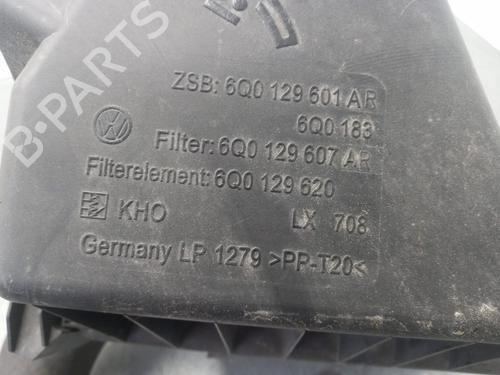 B-PARTS
ZSB: 6Q0 129 601 AR
6Q0 183
Filter: 6Q0 129 607 AR
Filterelement: 6Q0 129 620
KHO LX 708
Germany LP 1279 >PP-T20<